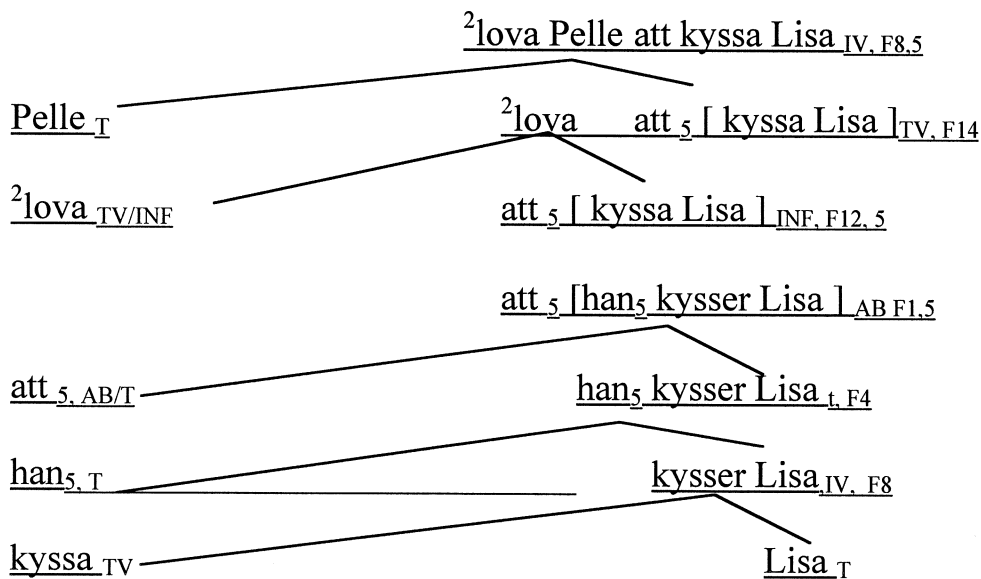 ²lova Pelle att kyssa Lisa IV, F8,5
Pelle T
²lova att 5 [ kyssa Lisa ]TV, F14
²lova TV/INF
att 5 [ kyssa Lisa ] INF, F12, 5
att 5 [han5 kysser Lisa ] AB F1,5
att 5, AB/T
han5 kysser Lisa t, F4
han5, T
kysser Lisa,IV, F8
kyssa TV
Lisa T